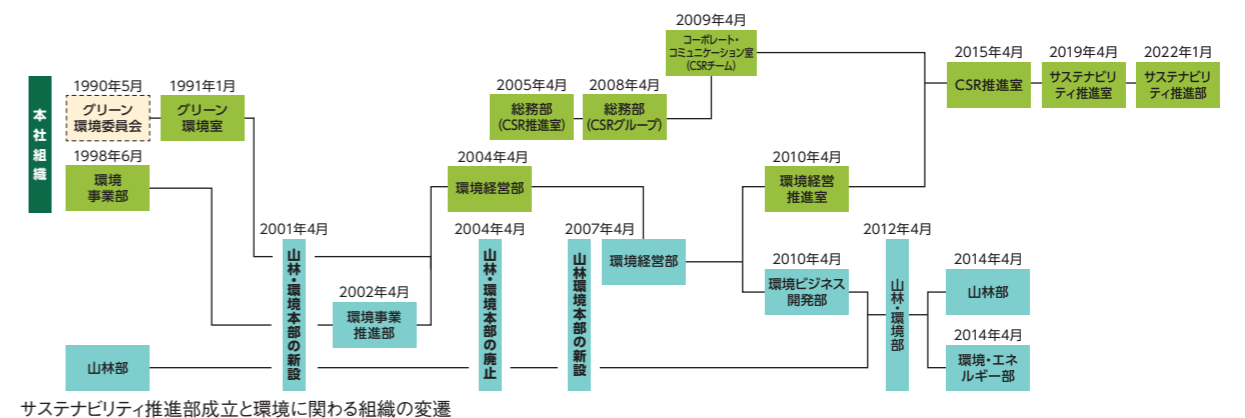 本社組織
1990年5月
グリーン
環境委員会
1991年1月
グリーン
環境室
1998年6月
環境
事業部
山林部
2001年4月
山林・環境本部の新設
2002年4月
環境事業
推進部
2004年4月
環境経営部
2004年4月
山林・環境本部の廃止
2005年4月
総務部
(CSR推進室)
2008年4月
総務部
(CSRグループ)
2009年4月
コーポレート・
コミュニケーション室
(CSRチーム)
2007年4月
山林環境本部の新設
環境経営部
2010年4月
環境経営
推進室
2010年4月
環境ビジネス
開発部
2012年4月
山林・環境部
2014年4月
山林部
2014年4月
環境・エネ
ルギー部
2015年4月
CSR推進室
2019年4月
サステナビリ
ティ推進室
2022年1月
サステナビリ
ティ推進部
サステナビリティ推進部成立と環境に関わる組織の変遷